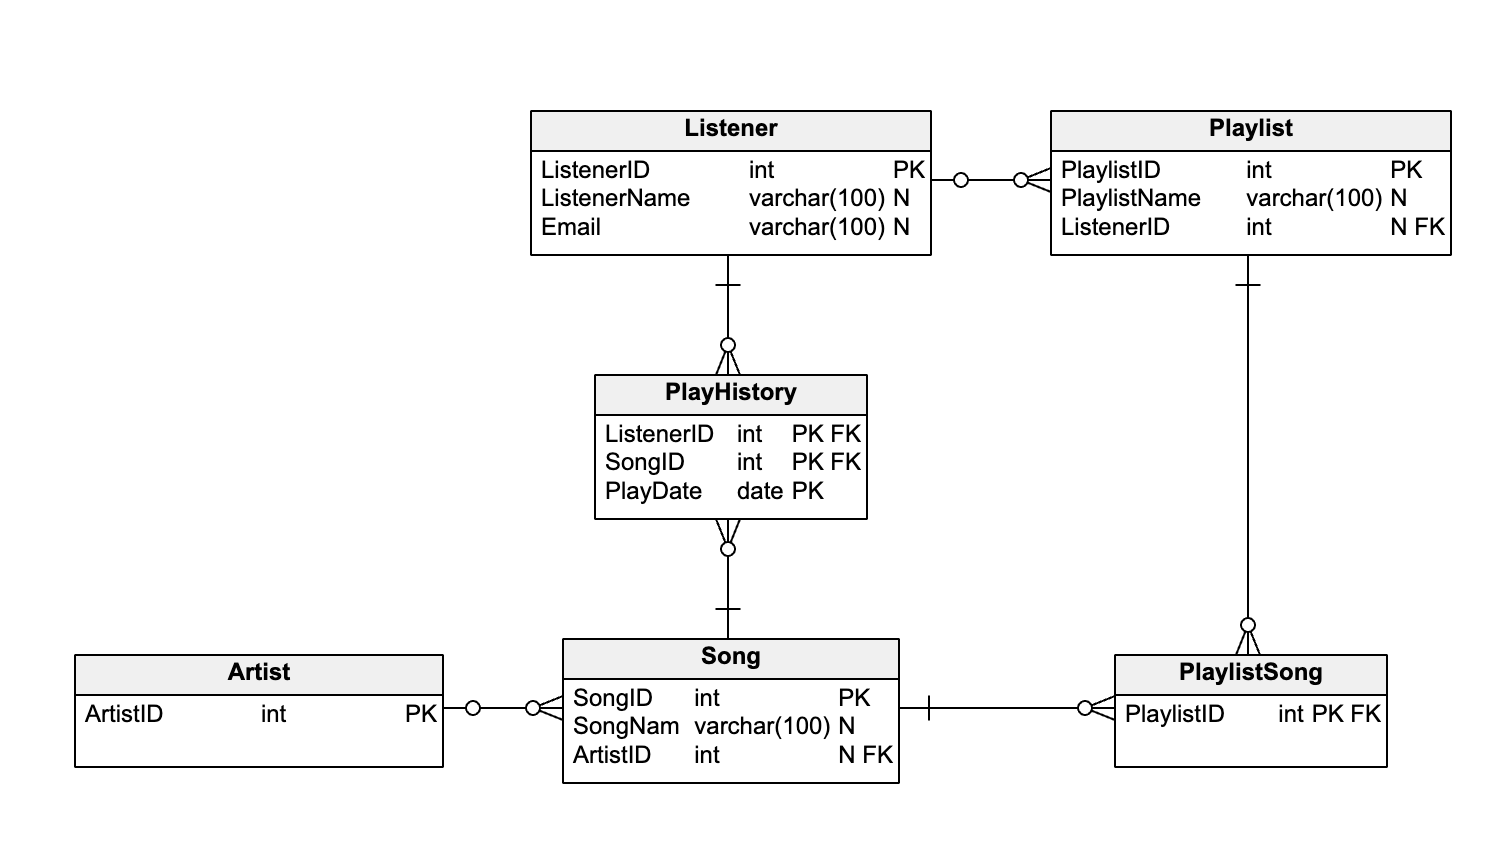 Listener
ListenerID int PK
ListenerName varchar(100) N
Email varchar(100) N
Playlist
PlaylistID int PK
PlaylistName varchar(100) N
ListenerID int N FK
PlayHistory
ListenerID int PK FK
SongID int PK FK
PlayDate date PK
Artist
ArtistID int PK
Song
SongID int PK
SongNam varchar(100) N
ArtistID int N FK
PlaylistSong
PlaylistID int PK FK